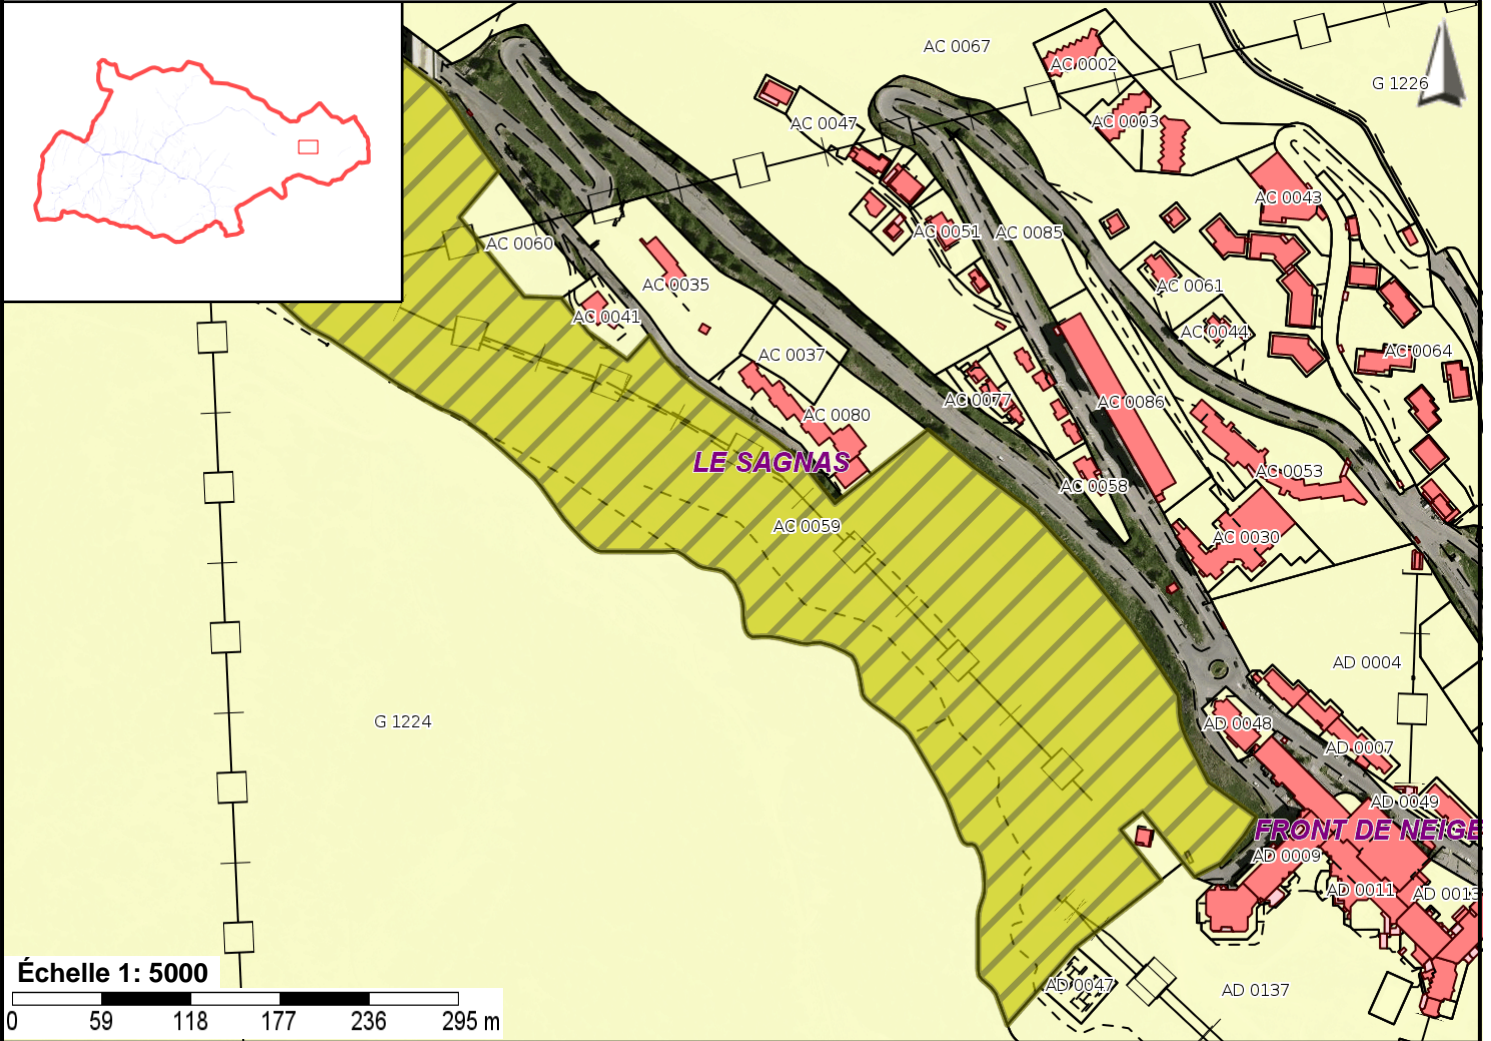 AC 0067
AC 0002
G 1226
AC 0047
AC 0003
AC 0043
AC 0060
AC 0051
AC 0085
AC 0035
AC 0061
AC 0041
AC 0044
AC 0037
AC 0064
AC 0077
AC 0086
AC 0080
LE SAGNAS
AC 0053
AC 0058
AC 0059
AC 0030
AD 0004
G 1224
AD 0048
AD 0007
AD 0049
FRONT DE NEIGE
AD 0009
AD 0011
AD 0013
Échelle 1: 5000
AD 0047
AD 0137
0 59 118 177 236 295 m